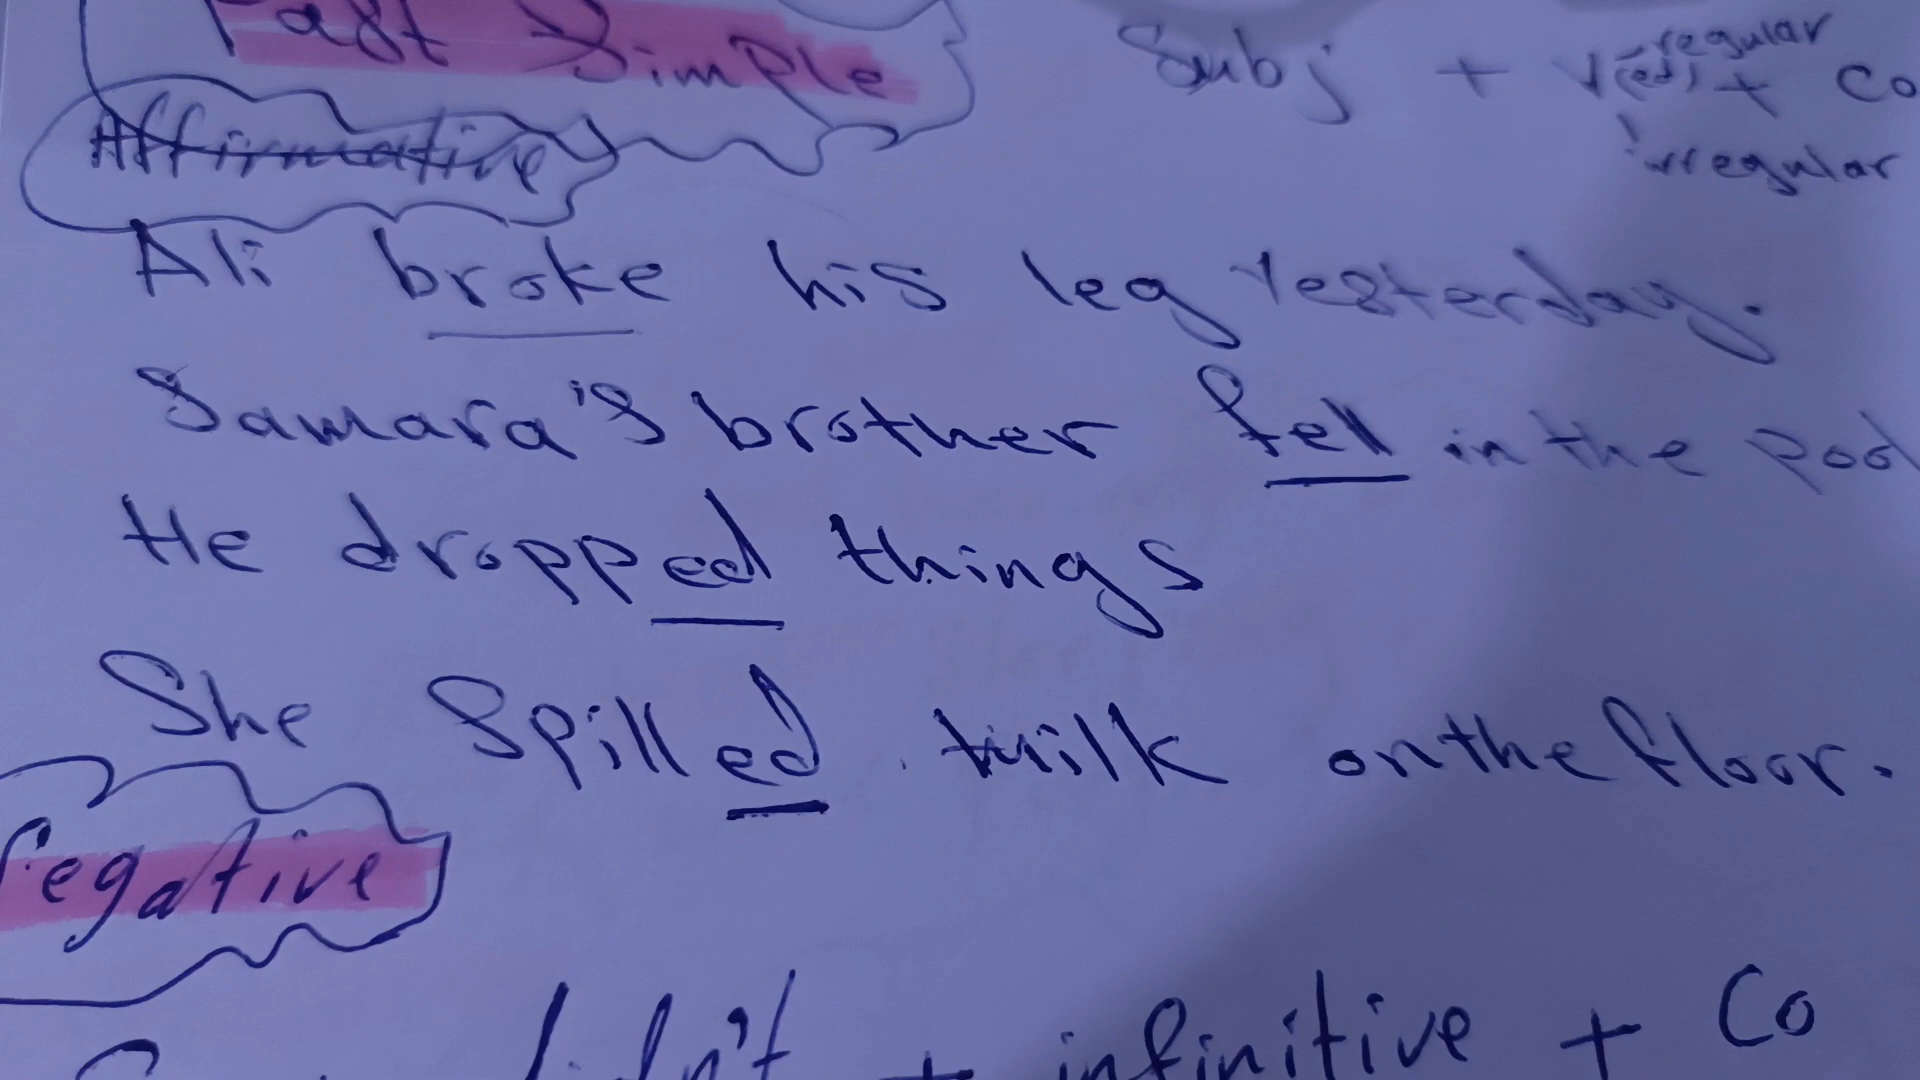 Past Simple Subj + V(ed) + Co
regular
irregular
Affirmative
Ali broke his leg Yesterday.
Samara's brother fell in the pool
He dropped things
She Spilled milk on the floor.
Negative
didn't + infinitive + Co